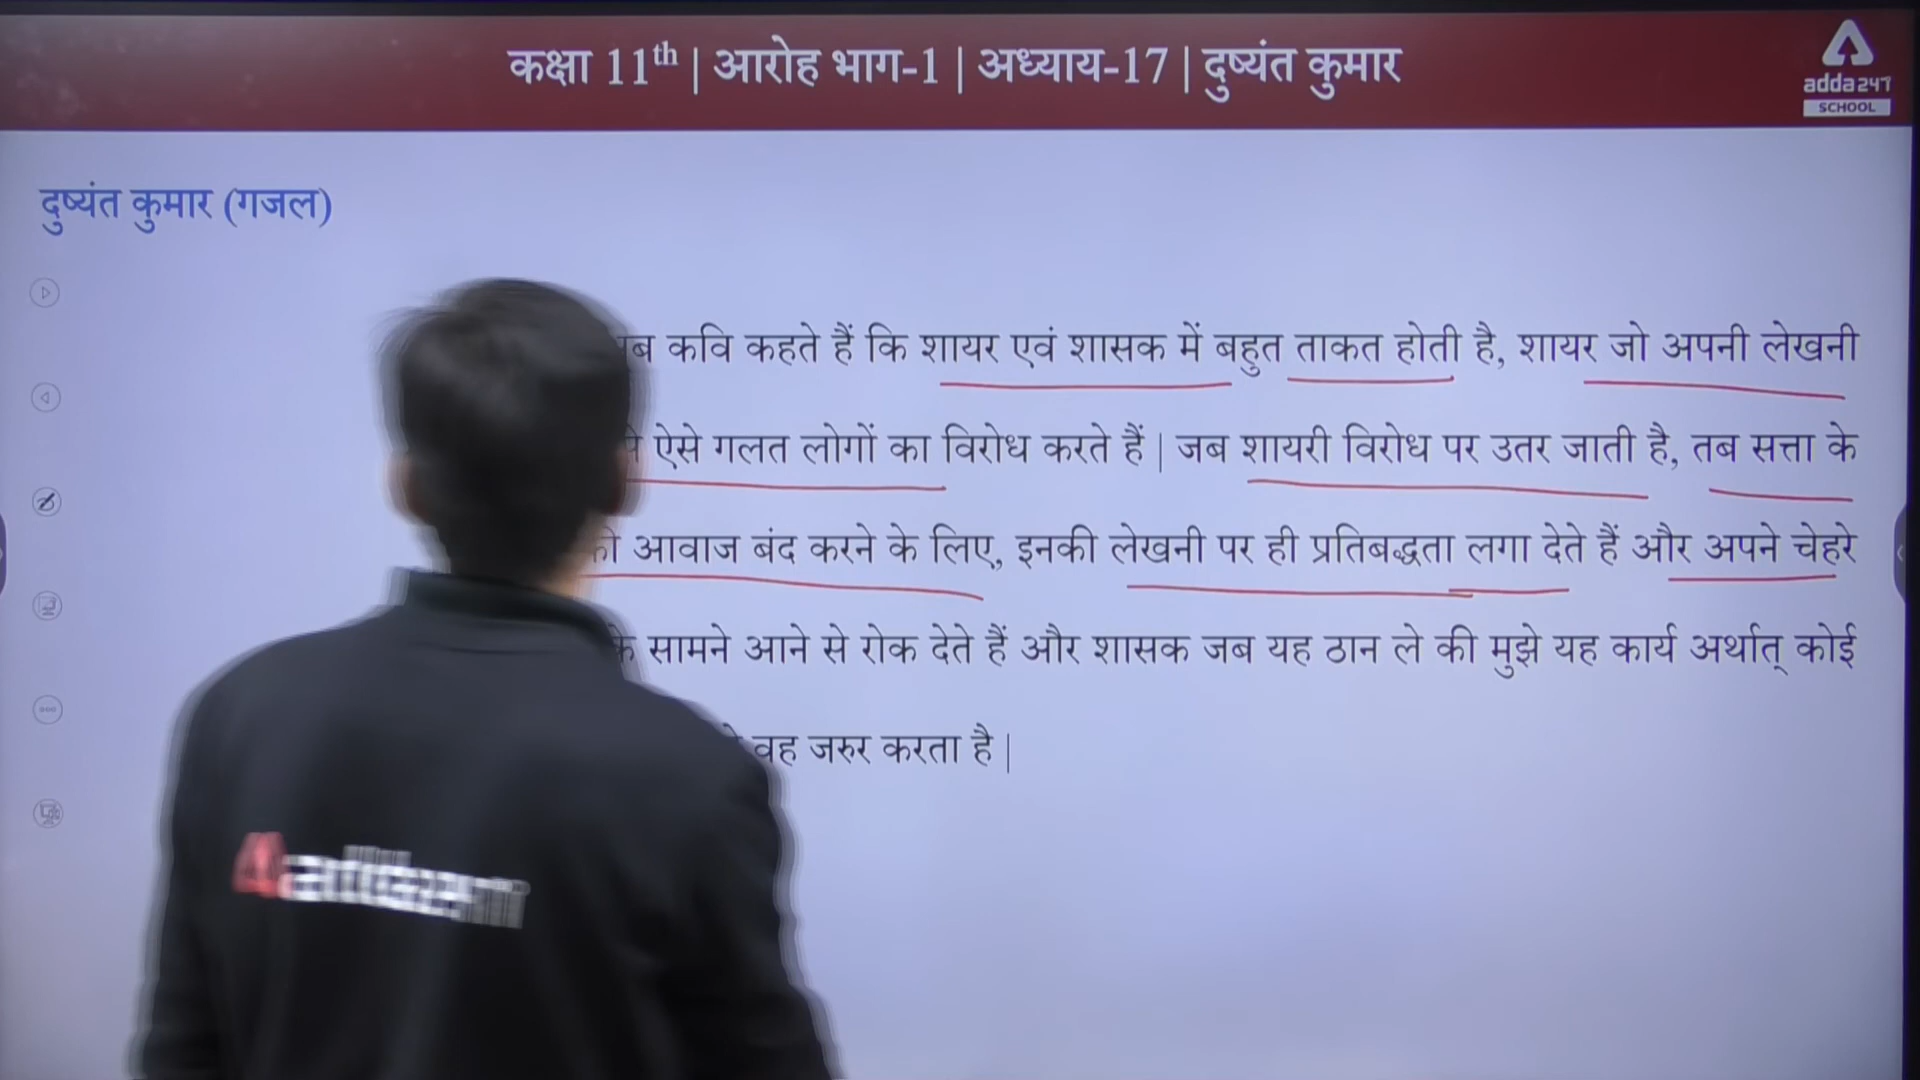 कक्षा 11th | आरोह भाग-1 | अध्याय-17 | दुष्यंत कुमार
adda247
SCHOOL
दुष्यंत कुमार (गजल)
कवि कहते हैं कि शायर एवं शासक में बहुत ताकत होती है, शायर जो अपनी लेखनी
ऐसे गलत लोगों का विरोध करते हैं | जब शायरी विरोध पर उतर जाती है, तब सत्ता के
आवाज बंद करने के लिए, इनकी लेखनी पर ही प्रतिबद्धता लगा देते हैं और अपने चेहरे
सामने आने से रोक देते हैं और शासक जब यह ठान ले की मुझे यह कार्य अर्थात् कोई
वह जरुर करता है |